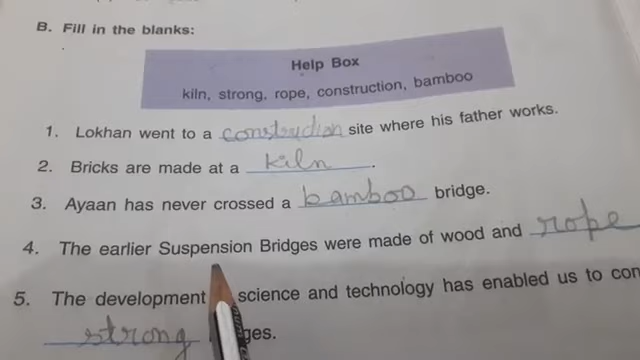 B. Fill in the blanks:
Help Box
kiln, strong, rope, construction, bamboo
1. Lokhan went to a construction site where his father works.
2. Bricks are made at a kiln.
3. Ayaan has never crossed a bamboo bridge.
4. The earlier Suspension Bridges were made of wood and rope
5. The development science and technology has enabled us to con
strong ges.